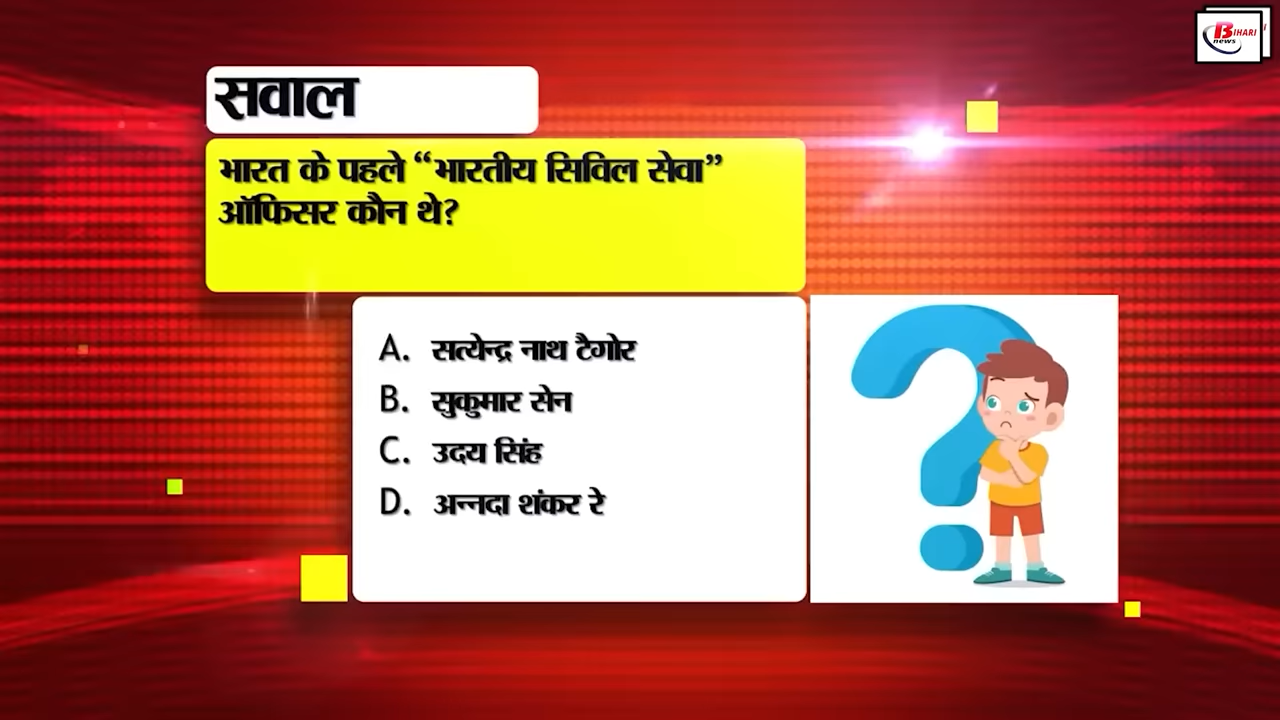 BIHARI
news
सवाल
भारत के पहले “भारतीय सिविल सेवा”
ऑफिसर कौन थे?
A. सत्येन्द्र नाथ टैगोर
B. सुकुमार सेन
C. उदय सिंह
D. अन्नदा शंकर रे